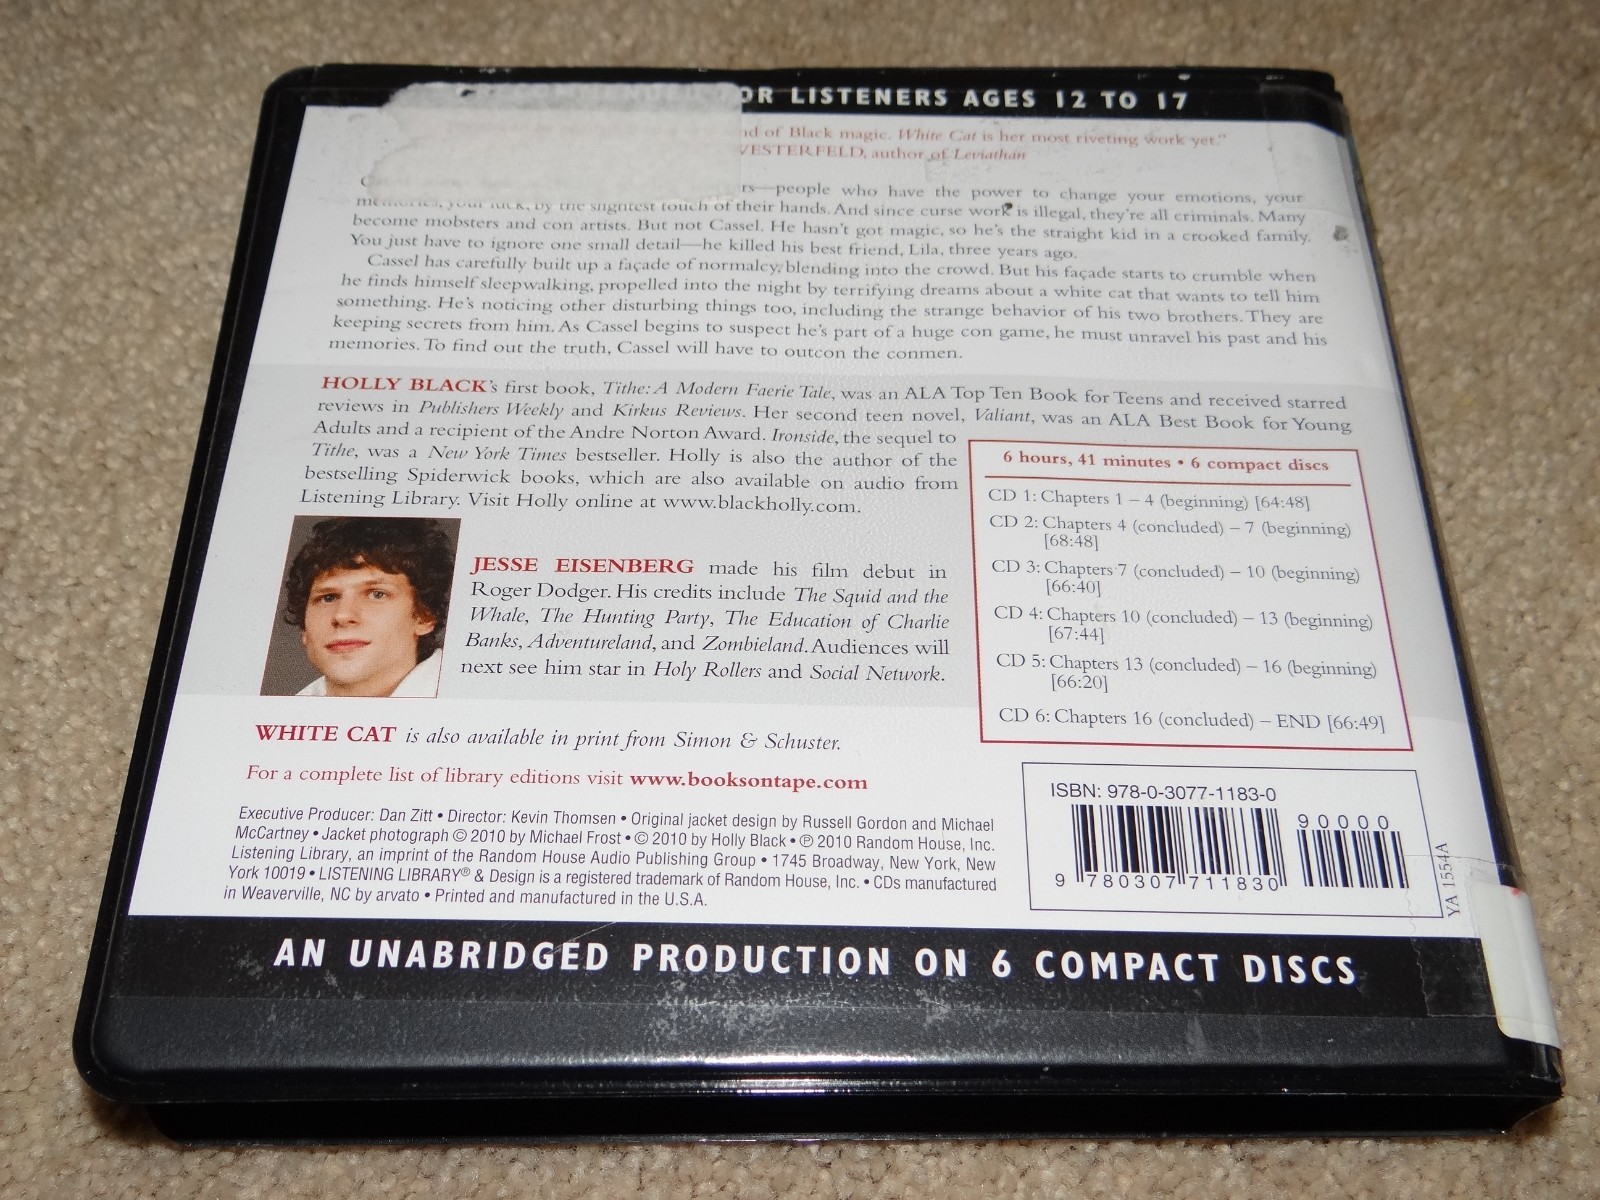 OR LISTENERS AGES 12 TO 17
of Black magic. White Cat is her most riveting work yet."
WESTERFELD, author of Leviathan
people who have the power to change your emotions, your
memories, your luck, by the slightest touch of their hands. And since curse work is illegal, they're all criminals. Many
become mobsters and con artists. But not Cassel. He hasn't got magic, so he's the straight kid in a crooked family.
You just have to ignore one small detail—he killed his best friend, Lila, three years ago.
Cassel has carefully built up a façade of normalcy, blending into the crowd. But his façade starts to crumble when
he finds himself sleepwalking, propelled into the night by terrifying dreams about a white cat that wants to tell him
something. He's noticing other disturbing things too, including the strange behavior of his two brothers. They are
keeping secrets from him. As Cassel begins to suspect he's part of a huge con game, he must unravel his past and his
memories. To find out the truth, Cassel will have to outcon the conmen.
HOLLY BLACK's first book, Tithe: A Modern Faerie Tale, was an ALA Top Ten Book for Teens and received starred
reviews in Publishers Weekly and Kirkus Reviews. Her second teen novel, Valiant, was an ALA Best Book for Young
Adults and a recipient of the Andre Norton Award. Ironside, the sequel to
Tithe, was a New York Times bestseller. Holly is also the author of the
bestselling Spiderwick books, which are also available on audio from
Listening Library. Visit Holly online at www.blackholly.com.
JESSE EISENBERG made his film debut in
Roger Dodger. His credits include The Squid and the
Whale, The Hunting Party, The Education of Charlie
Banks, Adventureland, and Zombieland. Audiences will
next see him star in Holy Rollers and Social Network.
6 hours, 41 minutes • 6 compact discs
CD 1: Chapters 1 – 4 (beginning) [64:48]
CD 2: Chapters 4 (concluded) – 7 (beginning)
[68:48]
CD 3: Chapters 7 (concluded) – 10 (beginning)
[66:40]
CD 4: Chapters 10 (concluded) – 13 (beginning)
[67:44]
CD 5: Chapters 13 (concluded) – 16 (beginning)
[66:20]
CD 6: Chapters 16 (concluded) – END [66:49]
WHITE CAT is also available in print from Simon & Schuster.
For a complete list of library editions visit www.booksontape.com
Executive Producer: Dan Zitt • Director: Kevin Thomsen • Original jacket design by Russell Gordon and Michael
McCartney • Jacket photograph © 2010 by Michael Frost • © 2010 by Holly Black • ℗ 2010 Random House, Inc.
Listening Library, an imprint of the Random House Audio Publishing Group • 1745 Broadway, New York, New
York 10019 • LISTENING LIBRARY® & Design is a registered trademark of Random House, Inc. • CDs manufactured
in Weaverville, NC by arvato • Printed and manufactured in the U.S.A.
ISBN: 978-0-3077-1183-0
90000
9 780307 711830
YA 1554A
AN UNABRIDGED PRODUCTION ON 6 COMPACT DISCS